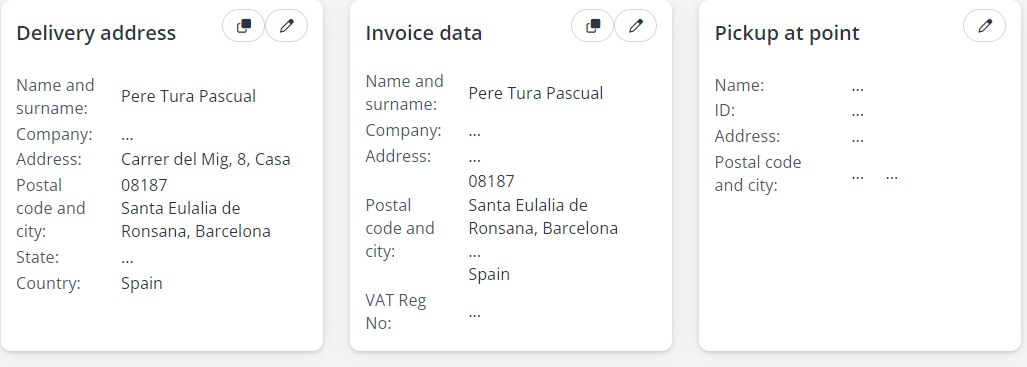 Delivery address
Name and
surname:
Pere Tura Pascual
Company:
...
Address:
Carrer del Mig, 8, Casa
Postal
code and
city:
08187
Santa Eulalia de
Ronsana, Barcelona
State:
...
Country:
Spain
Invoice data
Name and
surname:
Pere Tura Pascual
Company:
...
Address:
...
Postal
code and
city:
08187
Santa Eulalia de
Ronsana, Barcelona
...
Spain
VAT Reg
No:
...
Pickup at point
Name:
...
ID:
...
Address:
...
Postal code
and city:
... ...